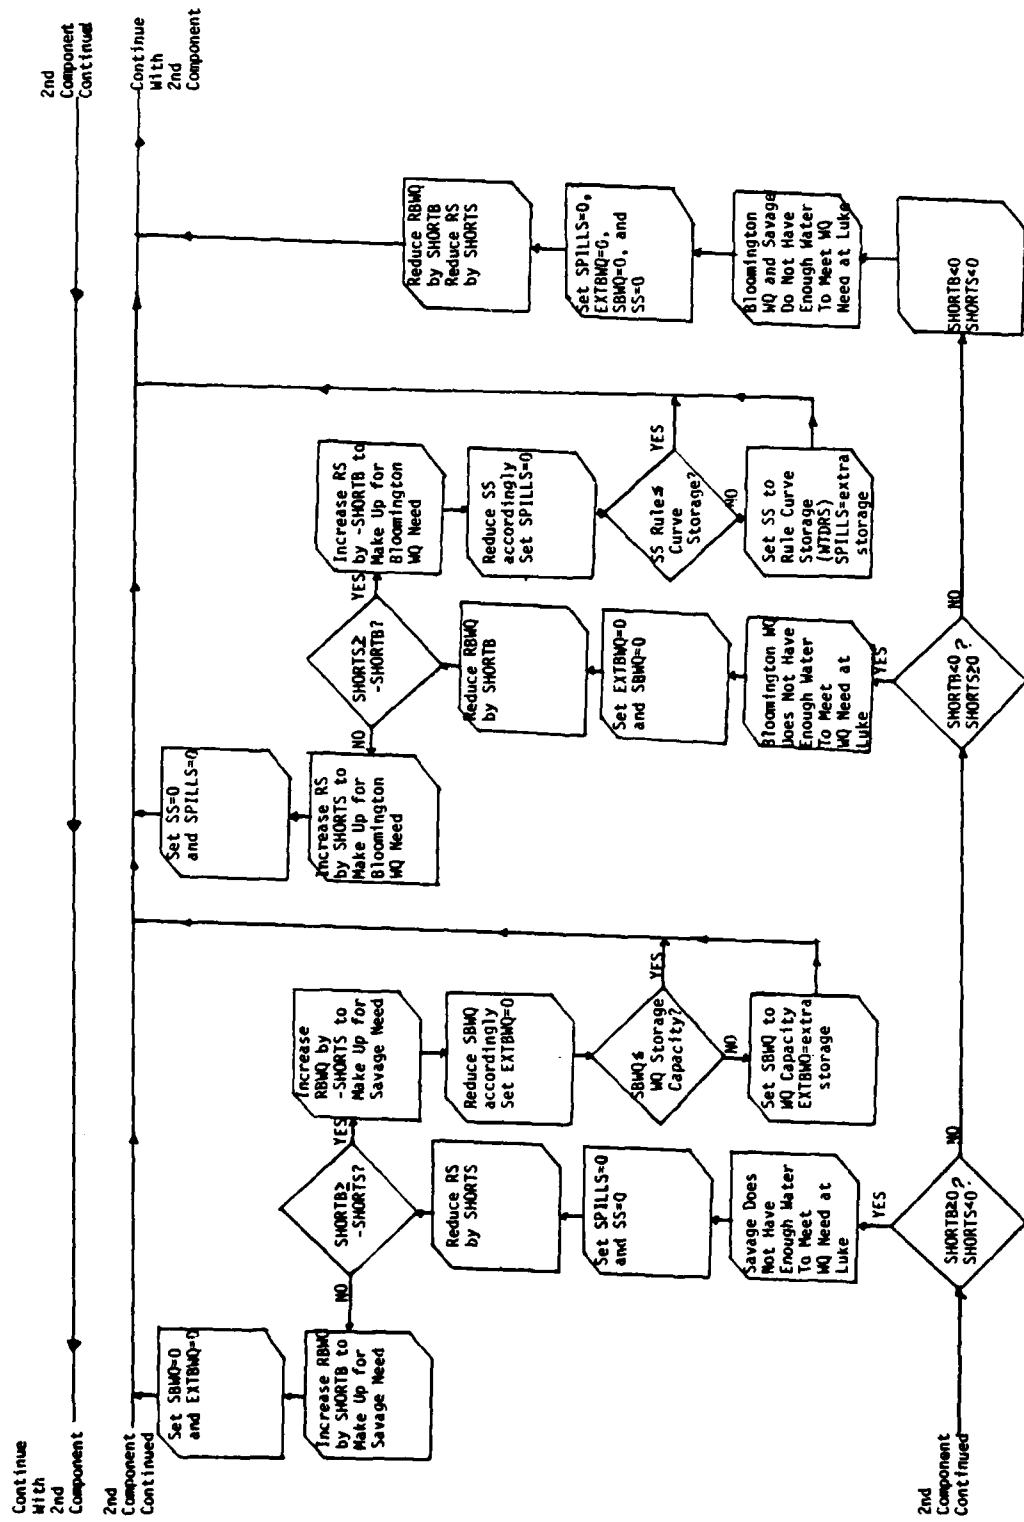 Continue
With
2nd
Component
2nd
Component
Continued
2nd
Component
Continued
Continue
With
2nd
Component
Set SBWQ=0
and EXTBWQ=0
Increase RBWQ
by SHORTB to
Make Up for
Savage Need
NO
SHORTB≥
-SHORTS?
YES
Increase
RBWQ by
-SHORTS to
Make Up for
Savage Need
Reduce RS
by SHORTS
Reduce SBWQ
accordingly
Set EXTBWQ=0
Set SPILLS=0
and SS=0
SBWQ≤
WQ Storage
Capacity?
YES
NO
Savage Does
Not Have
Enough Water
To Meet
WQ Need at
Luke
Set SBWQ to
WQ Capacity
EXTBWQ=extra
storage
YES
2nd
Component
Continued
SHORTB≥0?
SHORTS<0?
NO
Set SS=0
and SPILLS=0
Increase RS
by SHORTS to
Make Up for
Bloomington
WQ Need
NO
SHORTS≥
-SHORTB?
YES
Increase RS
by -SHORTB to
Make Up for
Bloomington
WQ Need
Reduce RBWQ
by SHORTB
Reduce SS
accordingly
Set SPILLS=0
Set EXTBWQ=0
and SBWQ=0
SS Rule≤
Curve
Storage?
YES
NO
Bloomington WQ
Does Not Have
Enough Water
To Meet
WQ Need at
Luke
Set SS to
Rule Curve
Storage
(WTDRS)
SPILLS=extra
storage
YES
SHORTB<0?
SHORTS≥0?
NO
Reduce RBWQ
by SHORTB
Reduce RS
by SHORTS
Set SPILLS=0,
EXTBWQ=0,
SBWQ=0, and
SS=0
Bloomington
WQ and Savage
Do Not Have
Enough Water
To Meet WQ
Need at Luke
SHORTB<0
SHORTS<0